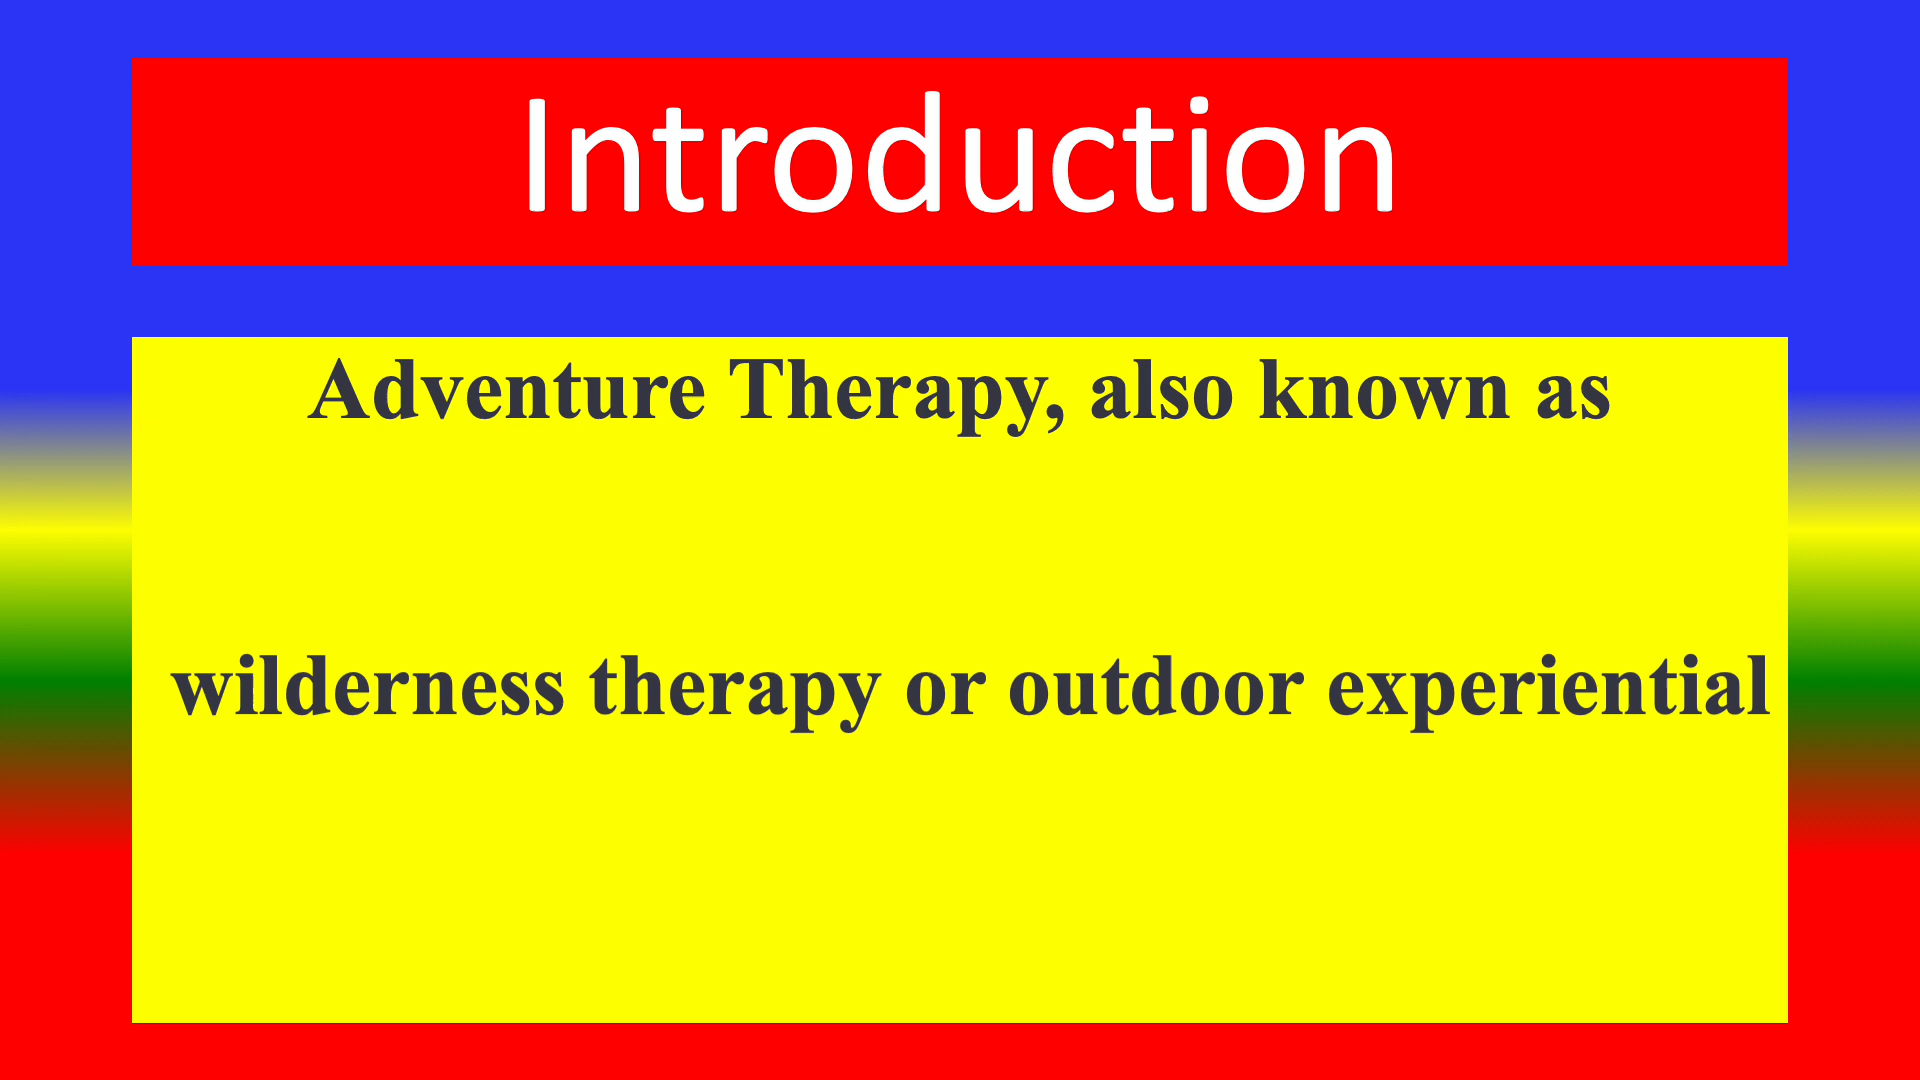 Introduction
Adventure Therapy, also known as
wilderness therapy or outdoor experiential